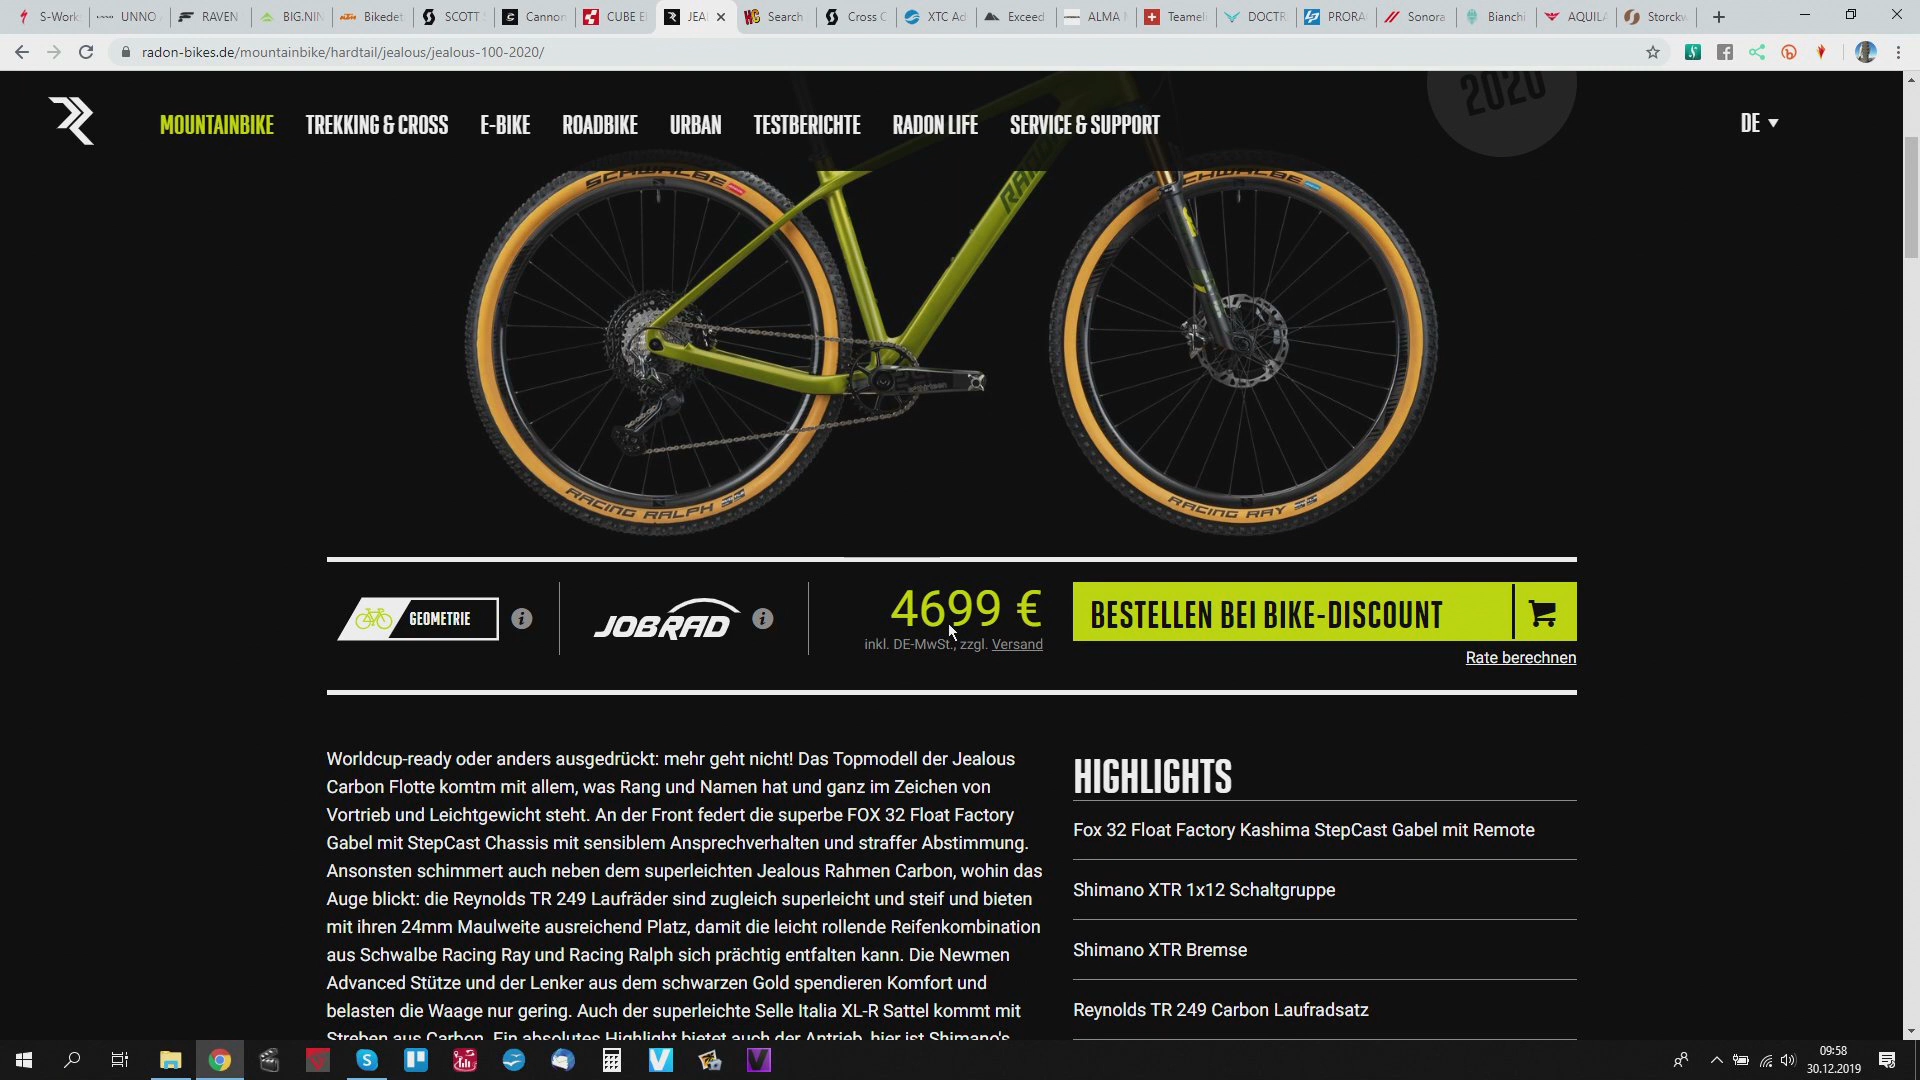 S-Work
UNNO
RAVEN
BIG.NIN
Bikedet
SCOTT
Cannon
CUBE El
JEAL
Search
Cross C
XTC Ad
Exceed
ALMA
Teamel
DOCTR
PRORA
Sonora
Bianchi
AQUILA
Storckw
radon-bikes.de/mountainbike/hardtail/jealous/jealous-100-2020/
2020
MOUNTAINBIKE TREKKING & CROSS E-BIKE ROADBIKE URBAN TESTBERICHTE RADON LIFE SERVICE & SUPPORT DE
SCHWALBE
RADON
RACING RALPH
RACING RAY
GEOMETRIE
JOBRAD
4699 €
inkl. DE-MwSt., zzgl. Versand
BESTELLEN BEI BIKE-DISCOUNT
Rate berechnen
Worldcup-ready oder anders ausgedrückt: mehr geht nicht! Das Topmodell der Jealous
Carbon Flotte komtm mit allem, was Rang und Namen hat und ganz im Zeichen von
Vortrieb und Leichtgewicht steht. An der Front federt die superbe FOX 32 Float Factory
Gabel mit StepCast Chassis mit sensiblem Ansprechverhalten und straffer Abstimmung.
Ansonsten schimmert auch neben dem superleichten Jealous Rahmen Carbon, wohin das
Auge blickt: die Reynolds TR 249 Laufräder sind zugleich superleicht und steif und bieten
mit ihren 24mm Maulweite ausreichend Platz, damit die leicht rollende Reifenkombination
aus Schwalbe Racing Ray und Racing Ralph sich prächtig entfalten kann. Die Newmen
Advanced Stütze und der Lenker aus dem schwarzen Gold spendieren Komfort und
belasten die Waage nur gering. Auch der superleichte Selle Italia XL-R Sattel kommt mit
Streben aus Carbon. Ein absolutes Highlight bietet auch der Antrieb, hier ist Shimano's
HIGHLIGHTS
Fox 32 Float Factory Kashima StepCast Gabel mit Remote
Shimano XTR 1x12 Schaltgruppe
Shimano XTR Bremse
Reynolds TR 249 Carbon Laufradsatz
09:58
30.12.2019